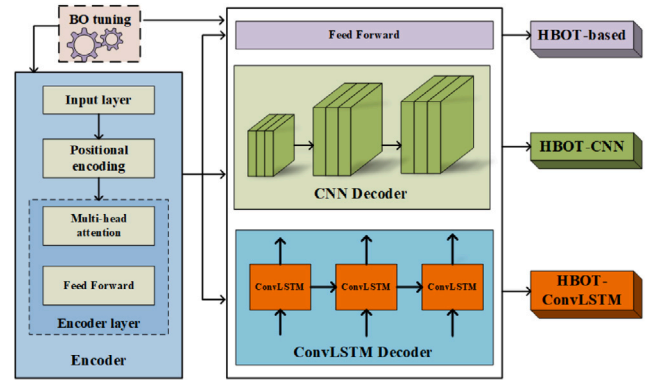 BO tuning
Input layer
Positional
encoding
Multi-head
attention
Feed Forward
Encoder layer
Encoder
Feed Forward
CNN Decoder
ConvLSTM
ConvLSTM
ConvLSTM
ConvLSTM Decoder
HBOT-based
HBOT-CNN
HBOT-
ConvLSTM